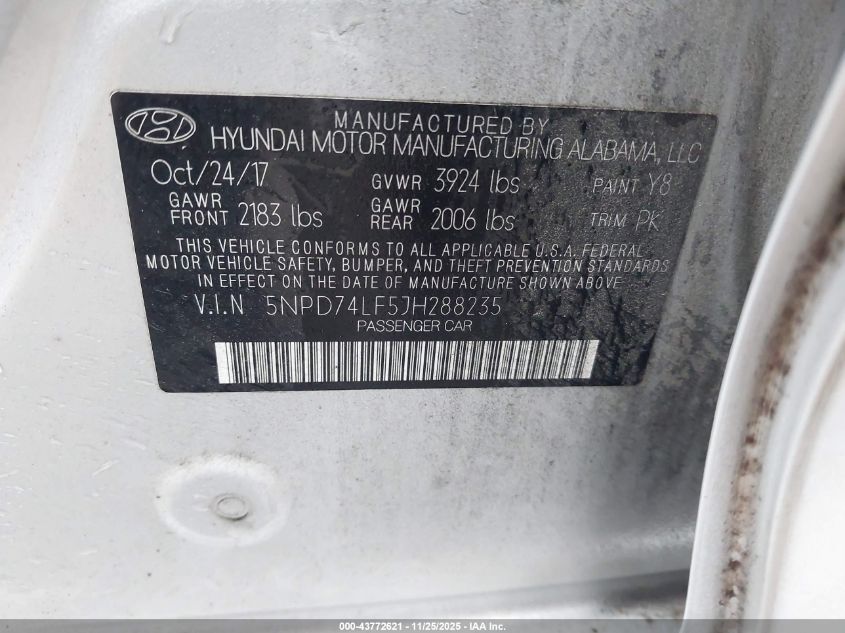 MANUFACTURED BY
HYUNDAI MOTOR MANUFACTURING ALABAMA, LLC
Oct/24/17 GVWR 3924 lbs PAINT Y8
GAWR FRONT 2183 lbs GAWR REAR 2006 lbs TRIM PK
THIS VEHICLE CONFORMS TO ALL APPLICABLE U.S.A. FEDERAL
MOTOR VEHICLE SAFETY, BUMPER, AND THEFT PREVENTION STANDARDS
IN EFFECT ON THE DATE OF MANUFACTURE SHOWN ABOVE.
V.I.N 5NPD74LF5JH288235
PASSENGER CAR
000-43772621 - 11/25/2025 - IAA Inc.